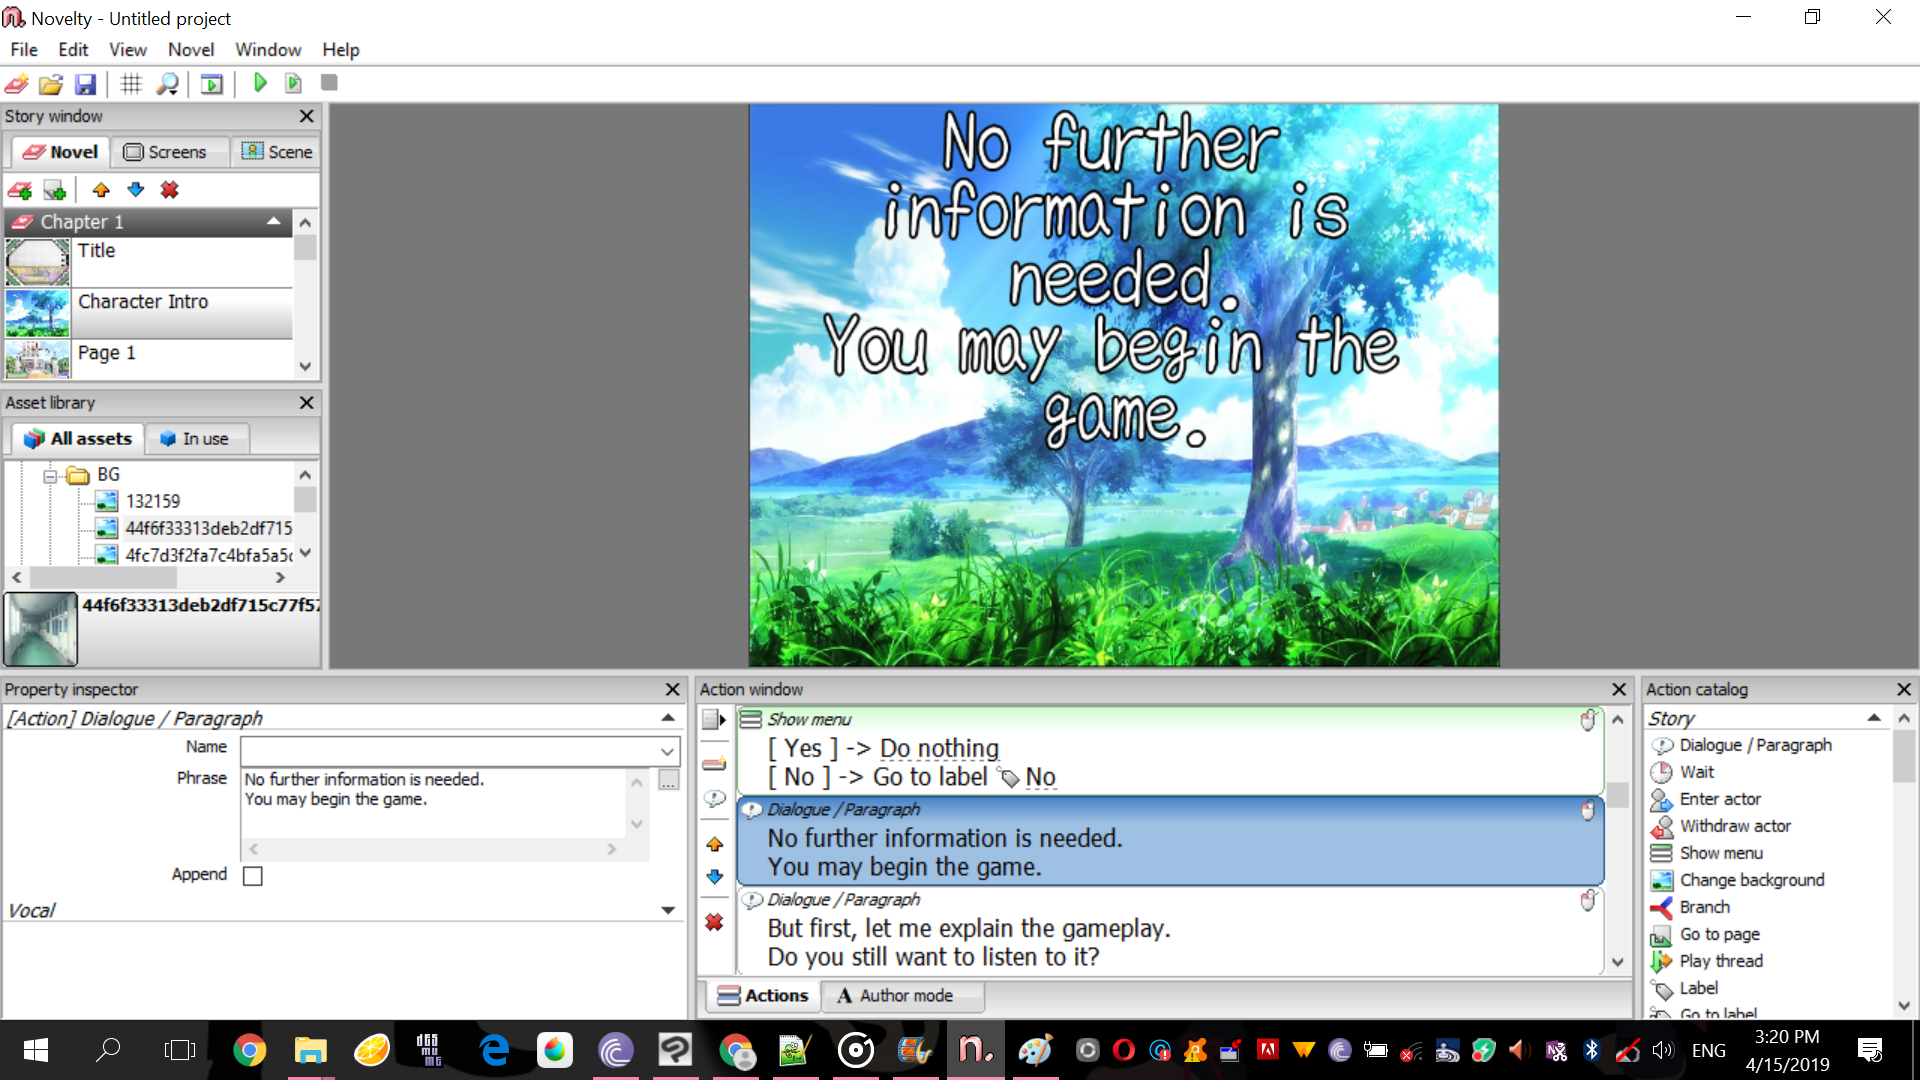 Novelty - Untitled project
File Edit View Novel Window Help
Story window
Novel Screens Scene
Chapter 1
Title
Character Intro
Page 1
Asset library
All assets In use
BG
132159
44f6f33313deb2df715
4fc7d3f2fa7c4bfa5a5c
44f6f33313deb2df715c77f57
No further
information is
needed.
You may begin the
game.
Property inspector
[Action] Dialogue / Paragraph
Name
Phrase
No further information is needed.
You may begin the game.
...
Append
Vocal
Action window
Show menu
[ Yes ] -> Do nothing
[ No ] -> Go to label No
Dialogue / Paragraph
No further information is needed.
You may begin the game.
Dialogue / Paragraph
But first, let me explain the gameplay.
Do you still want to listen to it?
Actions A Author mode
Action catalog
Story
Dialogue / Paragraph
Wait
Enter actor
Withdraw actor
Show menu
Change background
Branch
Go to page
Play thread
Label
Go to label
ENG
3:20 PM
4/15/2019